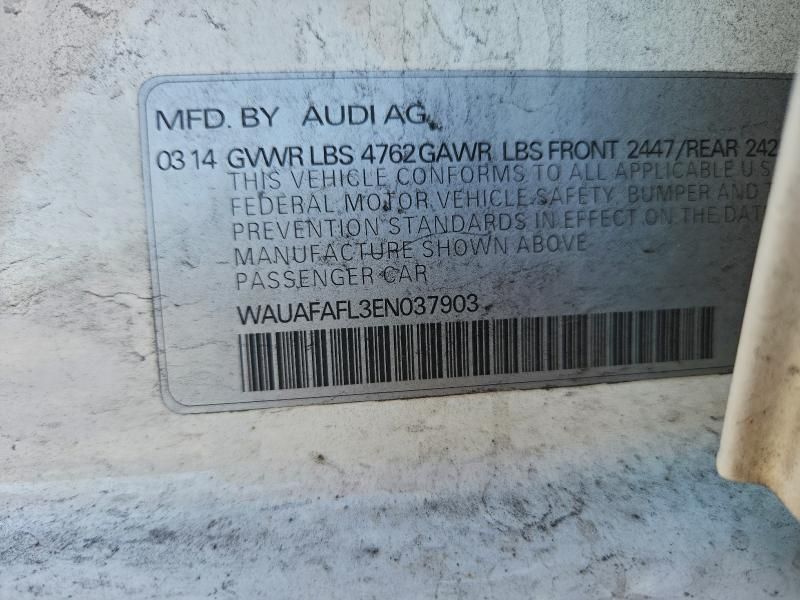 MFD. BY AUDI AG
03 14 GVWR LBS 4762 GAWR LBS FRONT 2447/REAR 242
THIS VEHICLE CONFORMS TO ALL APPLICABLE U.S
FEDERAL MOTOR VEHICLE SAFETY, BUMPER AND T
PREVENTION STANDARDS IN EFFECT ON THE DAT
MANUFACTURE SHOWN ABOVE
PASSENGER CAR
WAUAFAFL3EN037903